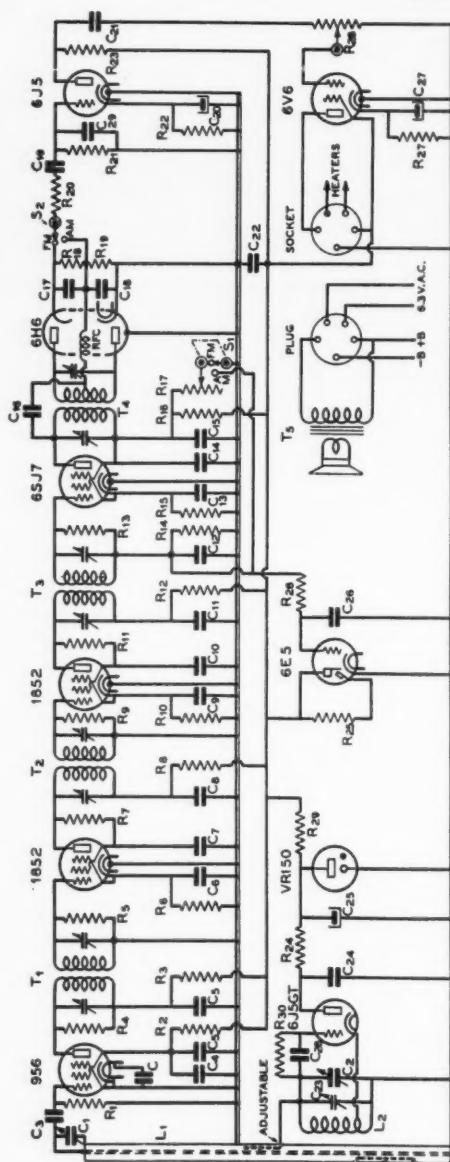 956
T1
1852
T2
1852
T3
6SJ7
T4
C16
6H6
S2
C19
6J5
C21
C3
C1
R1
R4
R5
R7
R9
R11
R13
RFC
C17
C18
FM
AM
R18
R19
R20
R21
C29
R22
C20
R23
C
C4
C5
R2
C5
R3
R6
C6
C7
C8
R8
R10
C9
C10
C11
R12
C12
R14
R15
C13
C14
C15
R16
R17
FM
A
M
S1
C22
L1
ADJUSTABLE
R30
C28
6J5GT
C23
C2
L2
C24
R24
C25
VR150
R29
R25
6E5
C26
R28
T5
PLUG
-B +B
6.3 V.A.C.
SOCKET
HEATERS
6V6
R26
R27
C27